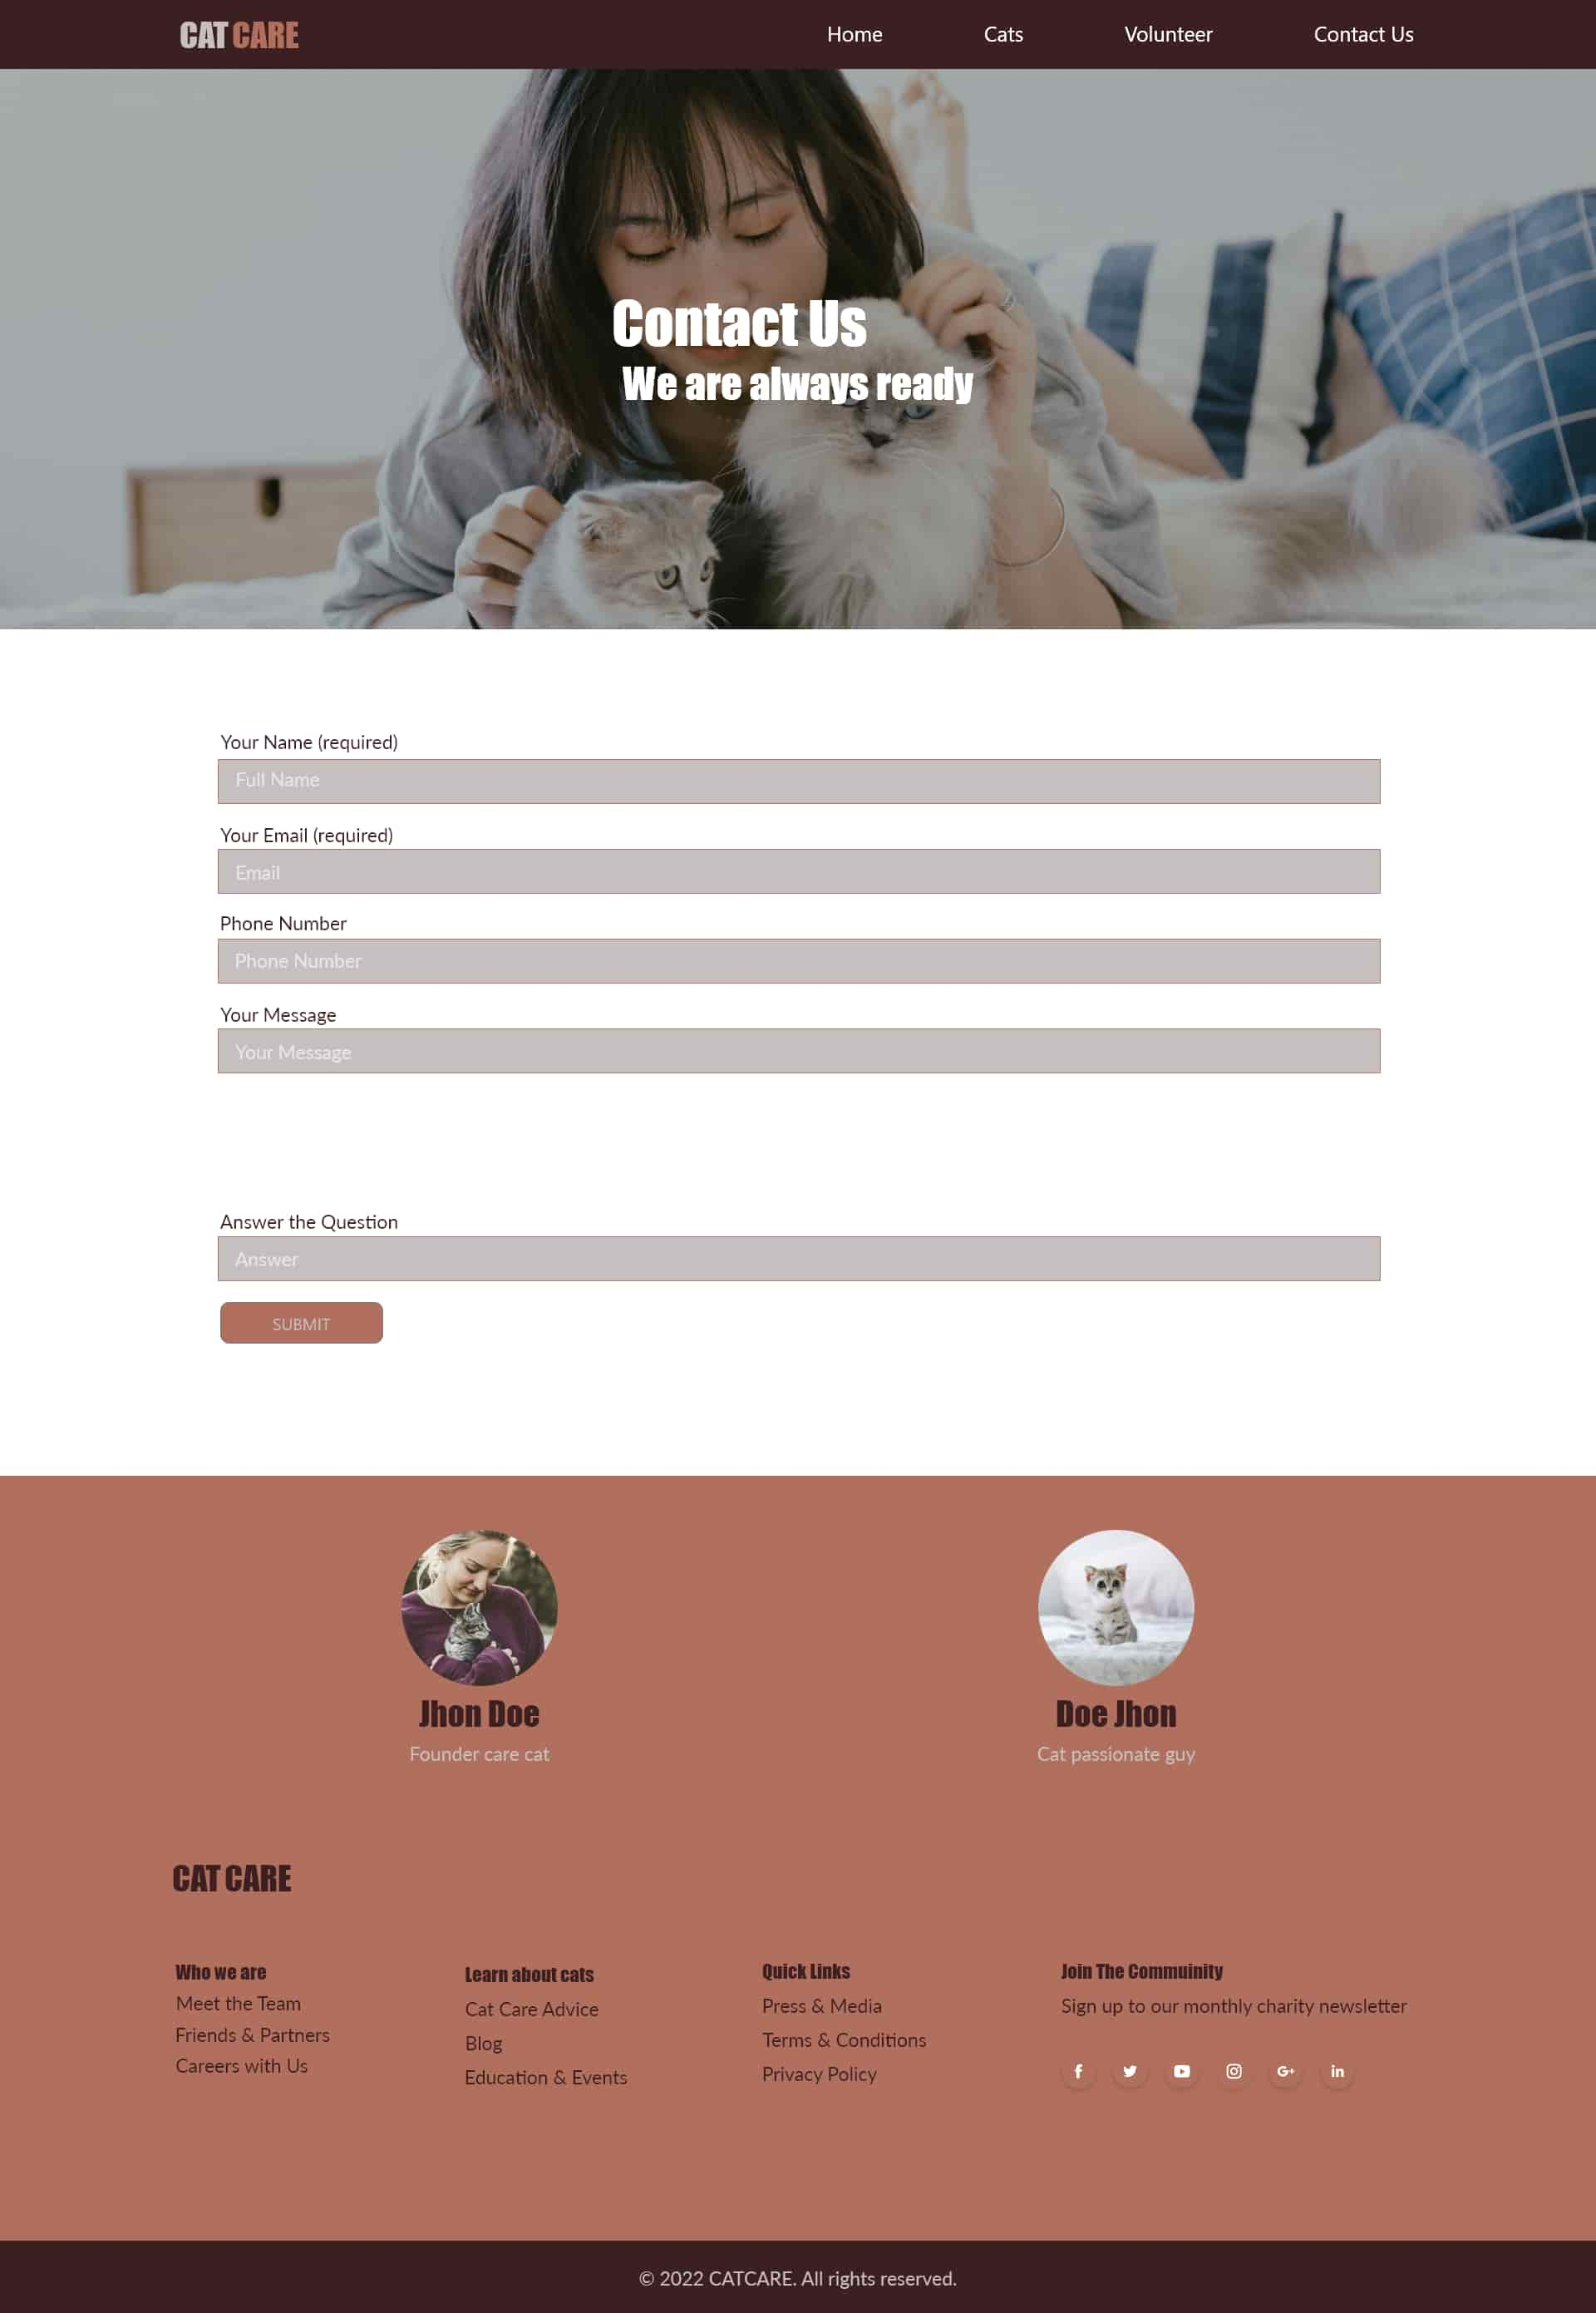 CAT CARE
Home Cats Volunteer Contact Us
Contact Us
We are always ready
Your Name (required)
Full Name
Your Email (required)
Email
Phone Number
Phone Number
Your Message
Your Message
Answer the Question
Answer
SUBMIT
Jhon Doe
Founder care cat
Doe Jhon
Cat passionate guy
CAT CARE
Who we are
Meet the Team
Friends & Partners
Careers with Us
Learn about cats
Cat Care Advice
Blog
Education & Events
Quick Links
Press & Media
Terms & Conditions
Privacy Policy
Join The Commuinity
Sign up to our monthly charity newsletter
f G+ in
© 2022 CATCARE. All rights reserved.